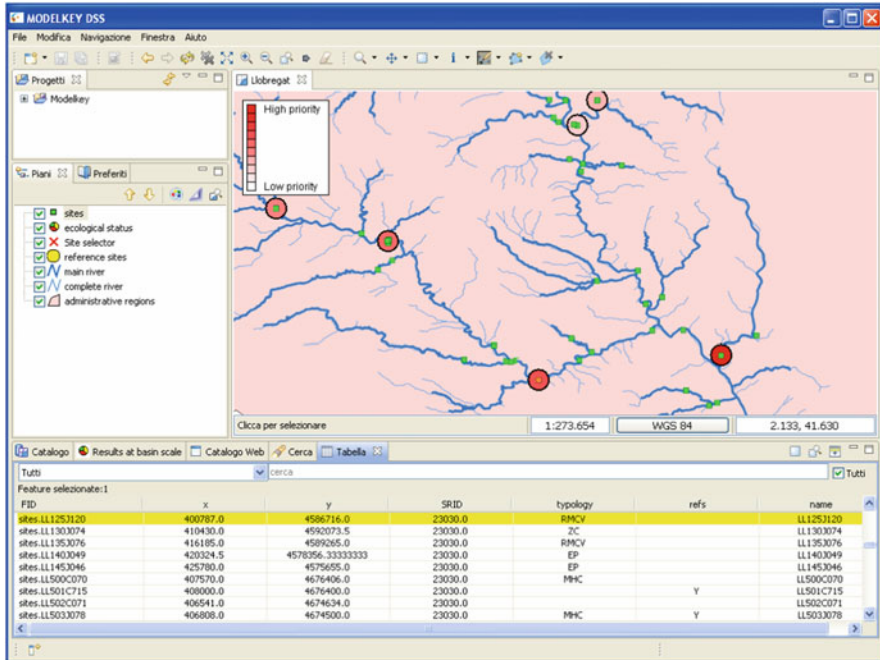 MODELKEY DSS
File Modifica Navigazione Finestra Aiuto
Progetti
Llobregat
Modelkey
High priority
Low priority
Piani Preferiti
sites
ecological status
Site selector
reference sites
main river
complete river
administrative regions
Clicca per selezionare 1:273.654 WGS 84 2.133, 41.630
Catalogo Results at basin scale Catalogo Web Cerca Tabella
Tutti cerca Tutti
Feature selezionate:1
FID x y SRID typology refs name
sites.LL125J120 400787.0 4586716.0 23030.0 RMCV LL125J120
sites.LL130J074 410430.0 4592073.5 23030.0 ZC LL130J074
sites.LL135J076 416185.0 4589265.0 23030.0 RMCV LL135J076
sites.LL140J049 420324.5 4578356.33333333 23030.0 EP LL140J049
sites.LL145J046 425780.0 4575655.0 23030.0 EP LL145J046
sites.LL500C070 407570.0 4676406.0 23030.0 MHC LL500C070
sites.LL501C715 408000.0 4676400.0 23030.0 Y LL501C715
sites.LL502C071 406541.0 4674634.0 23030.0 LL502C071
sites.LL503J078 406808.0 4674500.0 23030.0 MHC Y LL503J078